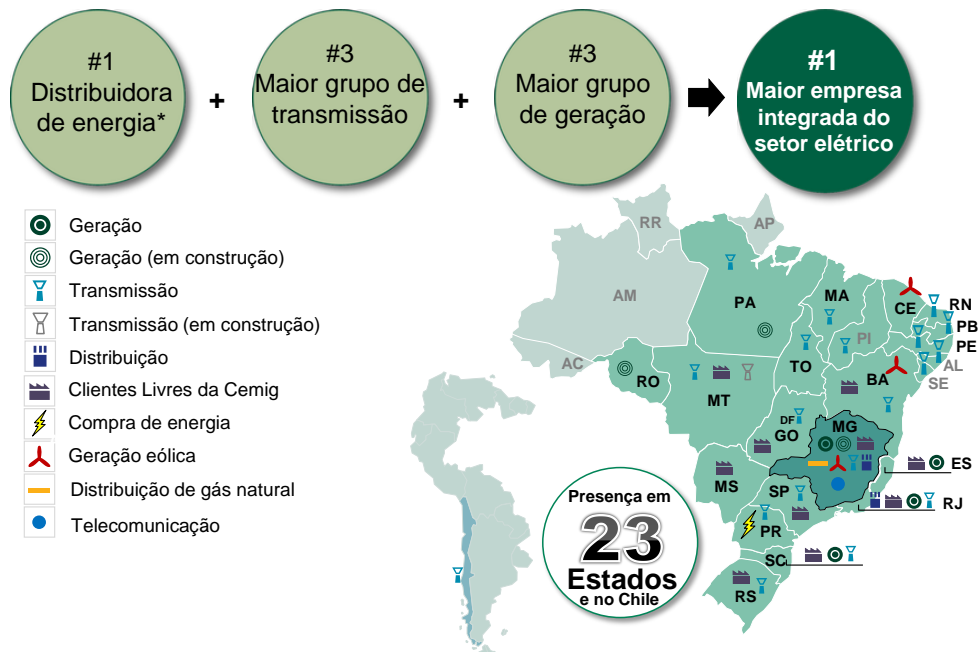 #1
Distribuidora
de energia*
+
#3
Maior grupo de
transmissão
+
#3
Maior grupo
de geração
#1
Maior empresa
integrada do
setor elétrico
Geração
Geração (em construção)
Transmissão
Transmissão (em construção)
Distribuição
Clientes Livres da Cemig
Compra de energia
Geração eólica
Distribuição de gás natural
Telecomunicação
RR
AP
AM
PA
MA
CE
RN
PB
PE
AL
SE
PI
AC
RO
TO
BA
MT
DF
GO
MG
ES
MS
SP
RJ
PR
SC
RS
Presença em
23
Estados
e no Chile